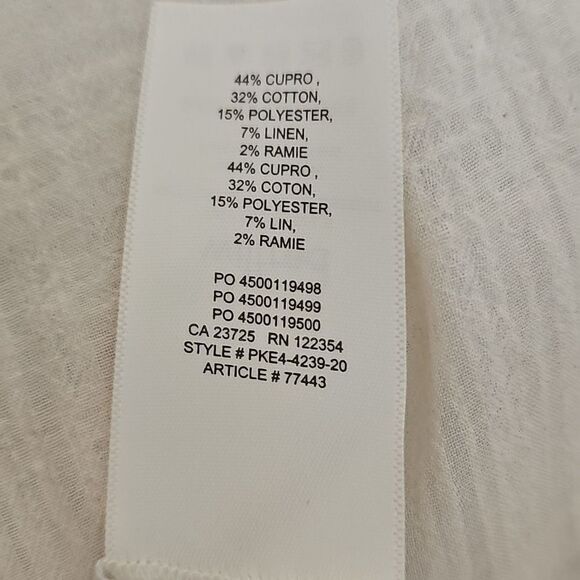 44% CUPRO ,
32% COTTON,
15% POLYESTER,
7% LINEN,
2% RAMIE
44% CUPRO ,
32% COTON,
15% POLYESTER,
7% LIN,
2% RAMIE
PO 4500119498
PO 4500119499
PO 4500119500
CA 23725 RN 122354
STYLE # PKE4-4239-20
ARTICLE # 77443